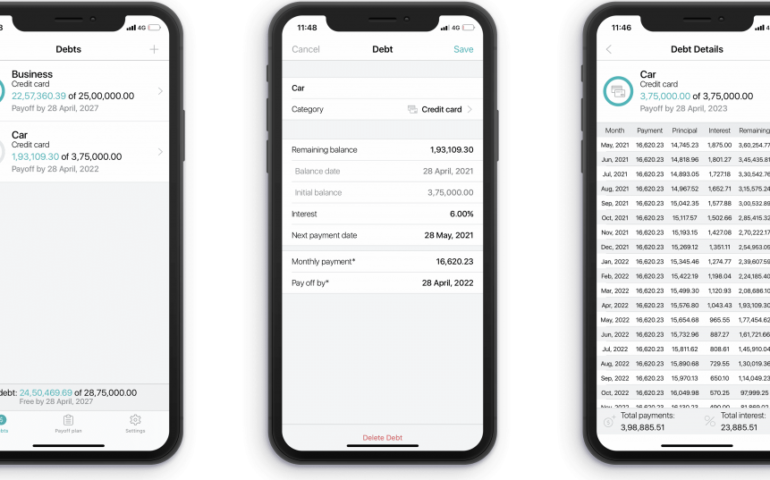 Debts
Business
Credit card
22,57,360.39 of 25,00,000.00
Payoff by 28 April, 2027
Car
Credit card
1,93,109.30 of 3,75,000.00
Payoff by 28 April, 2022
debt: 24,50,469.69 of 28,75,000.00
Free by 28 April, 2027
Payoff plan
Settings
11:48
4G
Cancel
Debt
Save
Car
Category
Credit card
Remaining balance 1,93,109.30
Balance date 28 April, 2021
Initial balance 3,75,000.00
Interest 6.00%
Next payment date 28 May, 2021
Monthly payment* 16,620.23
Pay off by* 28 April, 2022
Delete Debt
11:46
Debt Details
Car
Credit card
3,75,000.00 of 3,75,000.00
Payoff by 28 April, 2023
Month Payment Principal Interest Remaining
May, 2021 16,620.23 14,745.23 1,875.00 3,60,254.77
Jun, 2021 16,620.23 14,818.96 1,801.27 3,45,435.81
Jul, 2021 16,620.23 14,893.05 1,727.18 3,30,542.76
Aug, 2021 16,620.23 14,967.52 1,652.71 3,15,575.24
Sep, 2021 16,620.23 15,042.35 1,577.88 3,00,532.89
Oct, 2021 16,620.23 15,117.57 1,502.66 2,85,415.32
Nov, 2021 16,620.23 15,193.15 1,427.08 2,70,222.17
Dec, 2021 16,620.23 15,269.12 1,351.11 2,54,953.05
Jan, 2022 16,620.23 15,345.46 1,274.77 2,39,607.59
Feb, 2022 16,620.23 15,422.19 1,198.04 2,24,185.40
Mar, 2022 16,620.23 15,499.30 1,120.93 2,08,686.10
Apr, 2022 16,620.23 15,576.80 1,043.43 1,93,109.30
May, 2022 16,620.23 15,654.68 965.55 1,77,454.62
Jun, 2022 16,620.23 15,732.96 887.27 1,61,721.66
Jul, 2022 16,620.23 15,811.62 808.61 1,45,910.04
Aug, 2022 16,620.23 15,890.68 729.55 1,30,019.36
Sep, 2022 16,620.23 15,970.13 650.10 1,14,049.23
Oct, 2022 16,620.23 16,049.98 570.25 97,999.25
Total payments: Total interest:
3,98,885.51 23,885.51